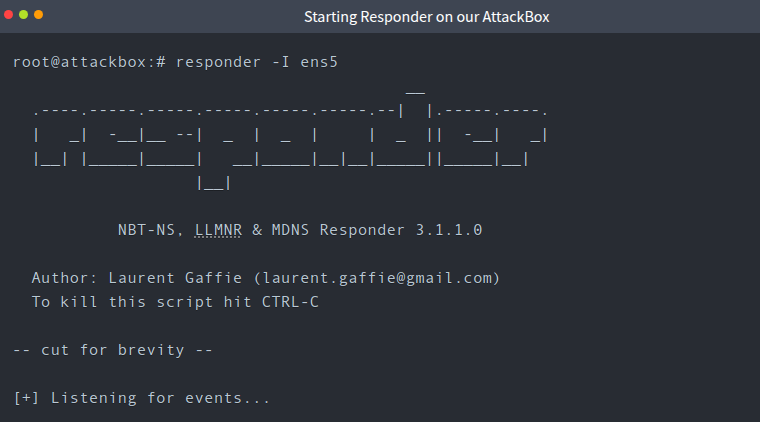 Starting Responder on our AttackBox
root@attackbox:# responder -I ens5
                                         __
  .----.-----.-----.-----.-----.-----.--|  |.-----.----.
  |   _|  -__|__ --|  _  |  _  |     |  _  ||  -__|   _|
  |__| |_____|_____|   __|_____|__|__|_____||_____|__|
                   |__|
NBT-NS, LLMNR & MDNS Responder 3.1.1.0
Author: Laurent Gaffie (laurent.gaffie@gmail.com)
To kill this script hit CTRL-C
-- cut for brevity --
[+] Listening for events...